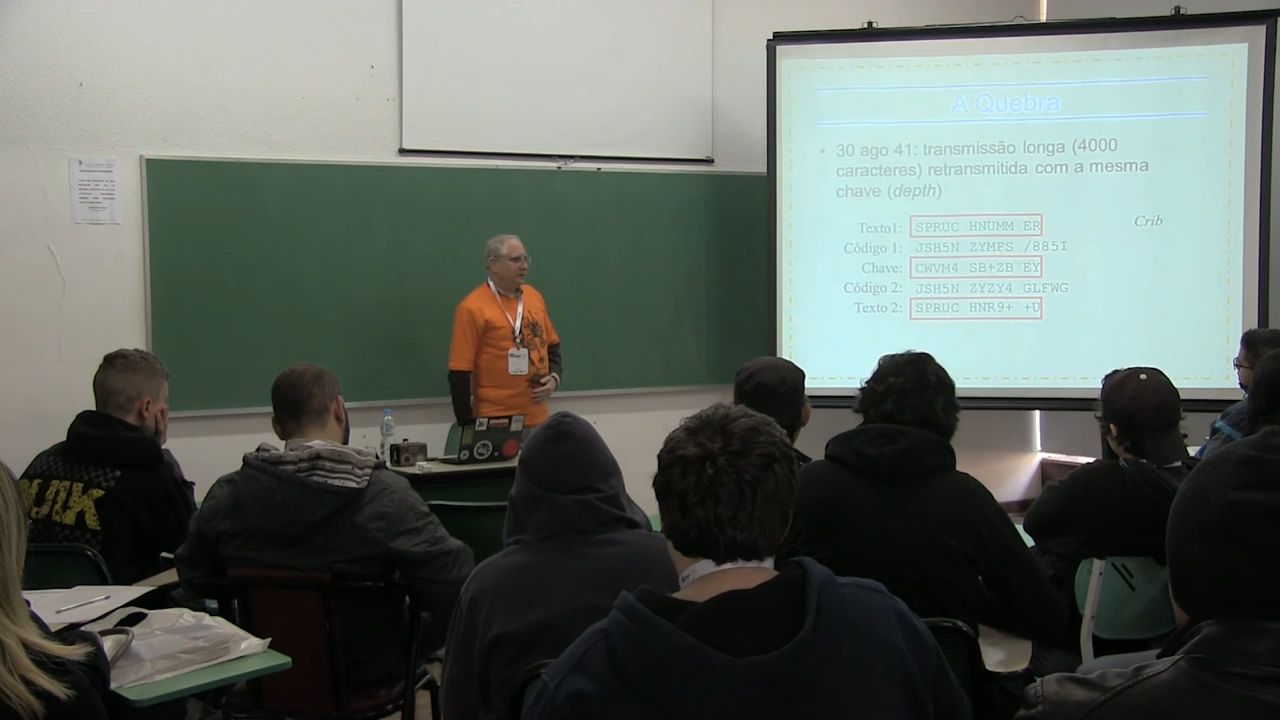 A Quebra
• 30 ago 41: transmissão longa (4000
caracteres) retransmitida com a mesma
chave (depth)
Texto1: SPRUC HNUMM ER
Crib
Código 1: JSH5N ZYMFS /885I
Chave: CWVM4 SB+ZB EY
Código 2: JSH5N ZYZY4 GLFWG
Texto 2: SPRUC HNR9+ +U